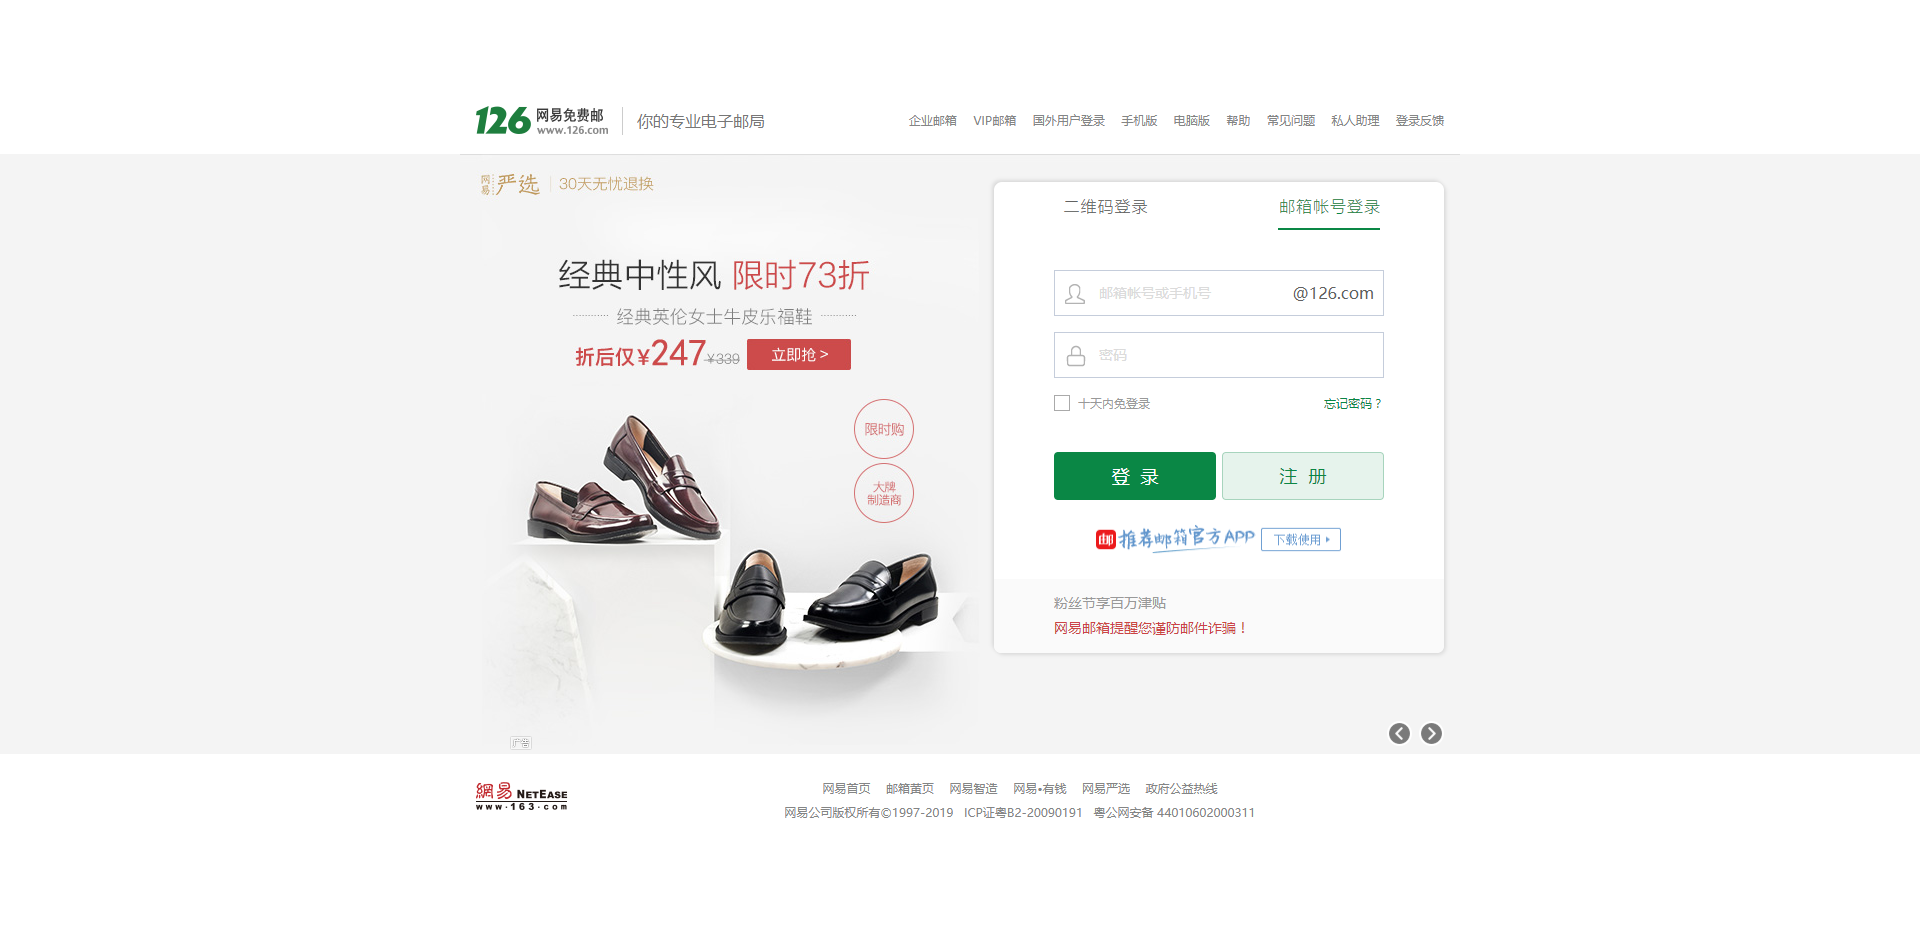 126 网易免费邮 www.126.com 你的专业电子邮局 企业邮箱 VIP邮箱 国外用户登录 手机版 电脑版 帮助 常见问题 私人助理 登录反馈
网易严选 30天无忧退换
经典中性风 限时73折
经典英伦女士牛皮乐福鞋
折后仅¥247 ¥339 立即抢 >
限时购
大牌
制造商
广告
二维码登录 邮箱帐号登录
邮箱帐号或手机号 @126.com
密码
十天内免登录 忘记密码？
登 录 注 册
邮 推荐邮箱官方APP 下载使用
粉丝节享百万津贴
网易邮箱提醒您谨防邮件诈骗！
網易 NetEase
www.163.com
网易首页 邮箱黄页 网易智造 网易•有钱 网易严选 政府公益热线
网易公司版权所有©1997-2019 ICP证粤B2-20090191 粤公网安备 44010602000311